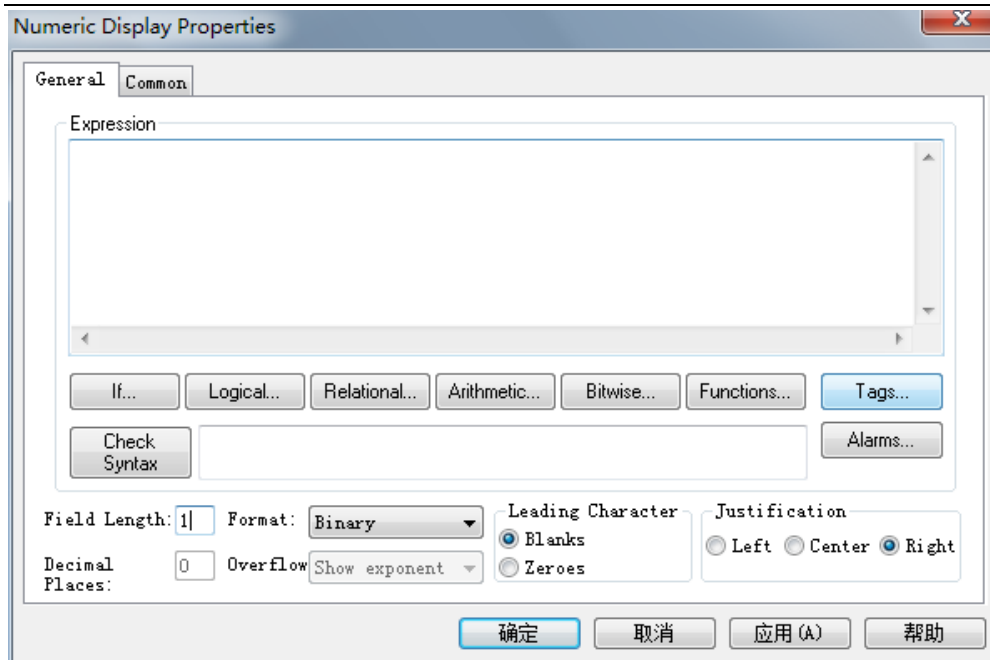 Numeric Display Properties
General Common
Expression
If... Logical... Relational... Arithmetic... Bitwise... Functions... Tags...
Check Syntax
Alarms...
Field Length: 1 Format: Binary
Leading Character
Blanks
Zeroes
Justification
Left Center Right
Decimal Places: 0 Overflow Show exponent
确定 取消 应用(A) 帮助